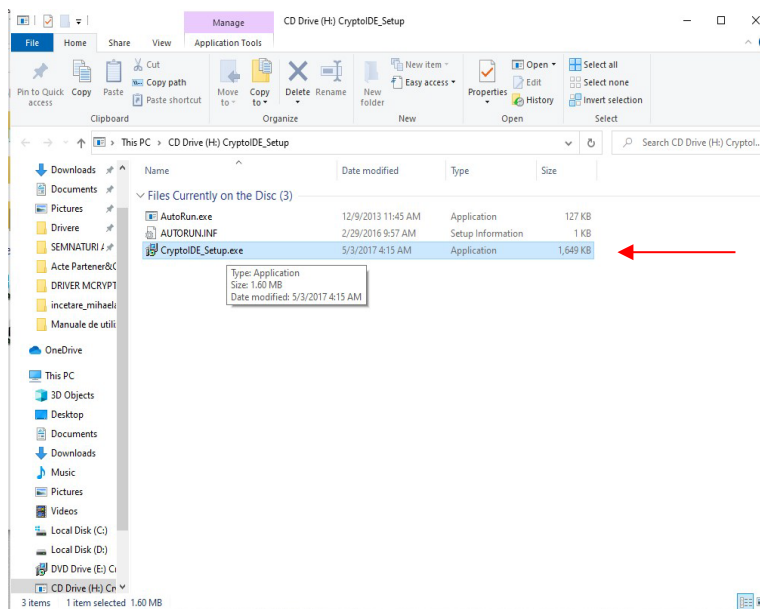 Manage CD Drive (H:) CryptoIDE_Setup
File Home Share View Application Tools
Pin to Quick access
Copy
Paste
Cut
Copy path
Paste shortcut
Clipboard
Move to
Copy to
Delete
Rename
Organize
New folder
New item
Easy access
New
Properties
Open
Edit
History
Open
Select all
Select none
Invert selection
Select
This PC > CD Drive (H:) CryptoIDE_Setup
Search CD Drive (H:) Cryptol...
Name Date modified Type Size
Files Currently on the Disc (3)
AutoRun.exe 12/9/2013 11:45 AM Application 127 KB
AUTORUN.INF 2/29/2016 9:57 AM Setup Information 1 KB
CryptoIDE_Setup.exe 5/3/2017 4:15 AM Application 1,649 KB
Type: Application
Size: 1.60 MB
Date modified: 5/3/2017 4:15 AM
Downloads
Documents
Pictures
Drivere
SEMNATURI
Acte Partener&C
DRIVER MCRYPT
incetare_mihaela
Manuale de utili
OneDrive
This PC
3D Objects
Desktop
Documents
Downloads
Music
Pictures
Videos
Local Disk (C:)
Local Disk (D:)
DVD Drive (E:) Cr
CD Drive (H:) Cry
3 items 1 item selected 1.60 MB